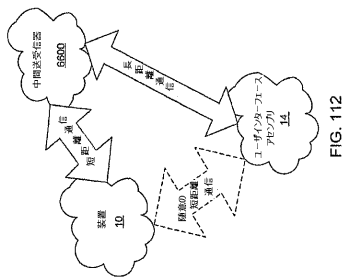 中間送受信器
6600
長距離
通信
短距離
通信
ユーザインターフェース
アセンブリ
14
装置
10
随意の
短距離
通信
FIG. 112